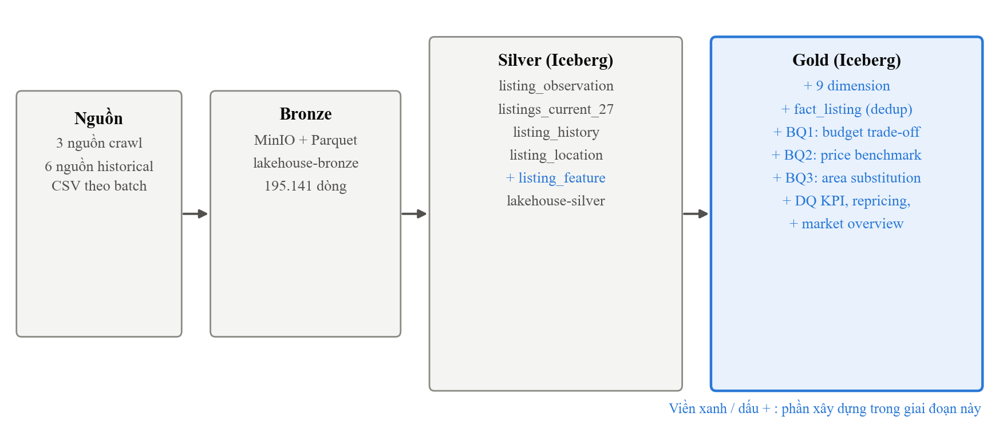 Nguồn
3 nguồn crawl
6 nguồn historical
CSV theo batch
Bronze
MinIO + Parquet
lakehouse-bronze
195.141 dòng
Silver (Iceberg)
listing_observation
listings_current_27
listing_history
listing_location
+ listing_feature
lakehouse-silver
Gold (Iceberg)
+ 9 dimension
+ fact_listing (dedup)
+ BQ1: budget trade-off
+ BQ2: price benchmark
+ BQ3: area substitution
+ DQ KPI, repricing,
+ market overview
Viền xanh / dấu + : phần xây dựng trong giai đoạn này